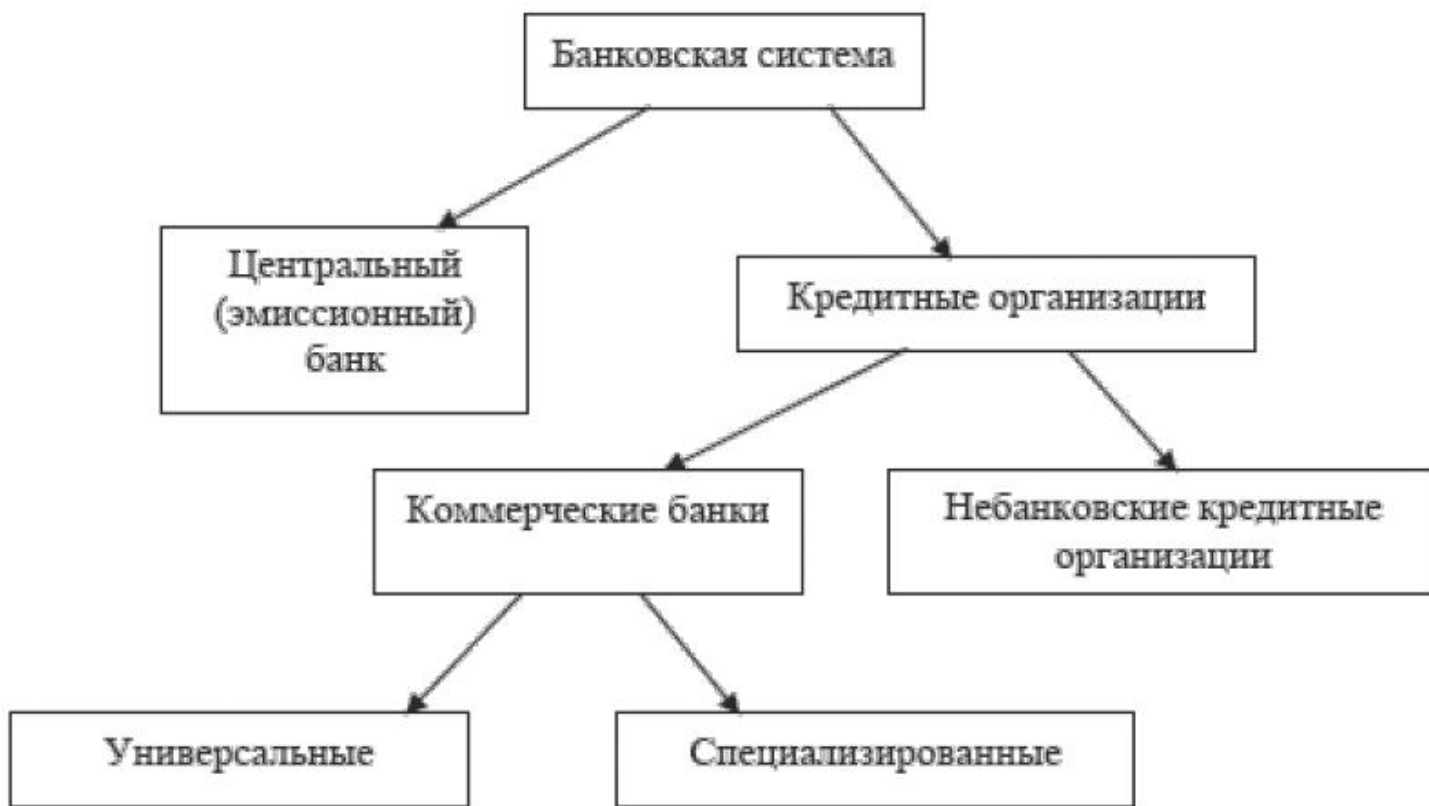 Банковская система
Центральный
(эмиссионный)
банк
Кредитные организации
Коммерческие банки
Небанковские кредитные
организации
Универсальные
Специализированные